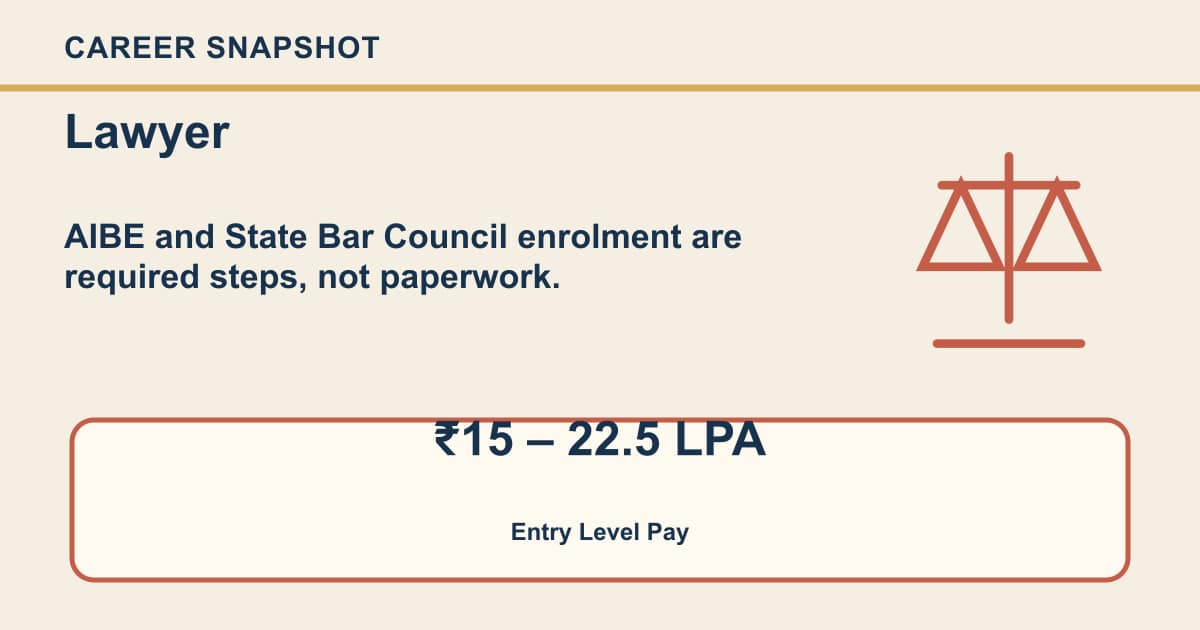 CAREER SNAPSHOT
Lawyer
AIBE and State Bar Council enrolment are
required steps, not paperwork.
₹15 – 22.5 LPA
Entry Level Pay